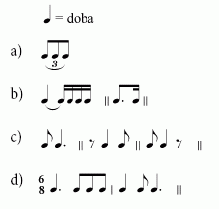 ♩ = doba
a) 3
b)
c)
d) 6
8